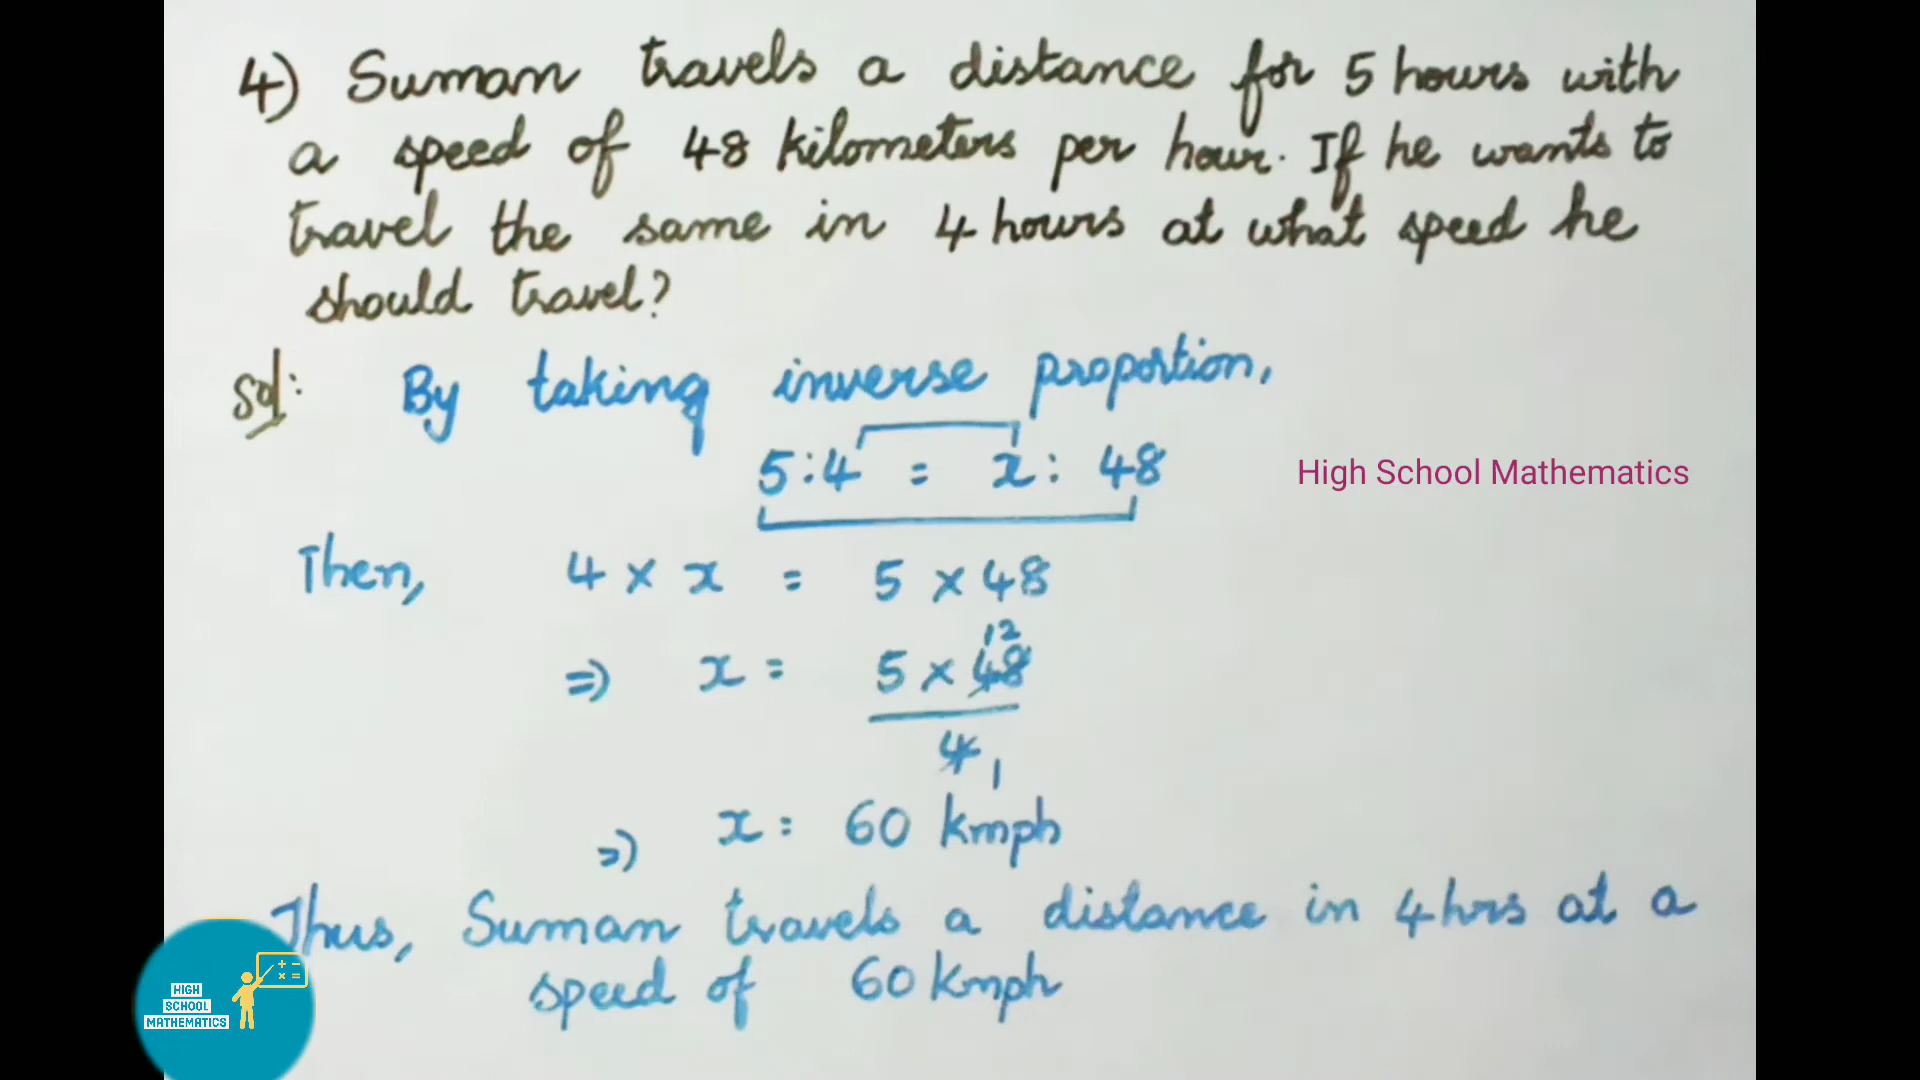 4) Suman travels a distance for 5 hours with
a speed of 48 kilometers per hour. If he wants to
travel the same in 4 hours at what speed he
should travel?
Sol: By taking inverse proportion,
5:4 = x : 48
High School Mathematics
Then, 4 × x = 5 × 48
12
⇒ x = 5 × 48
4 1
⇒ x = 60 kmph
Thus, Suman travels a distance in 4hrs at a
speed of 60 kmph
HIGH
SCHOOL
MATHEMATICS